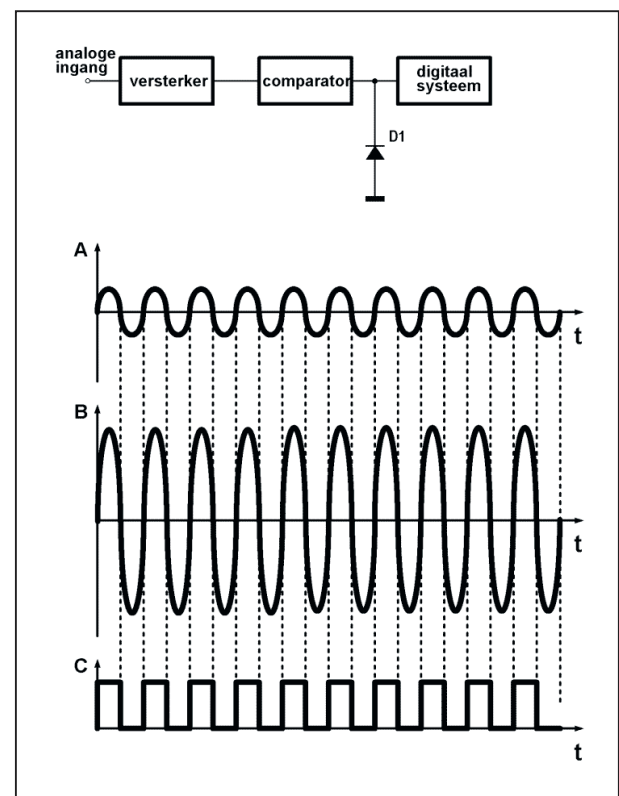 analoge
ingang
versterker
comparator
digitaal
systeem
D1
A
t
B
t
C
t